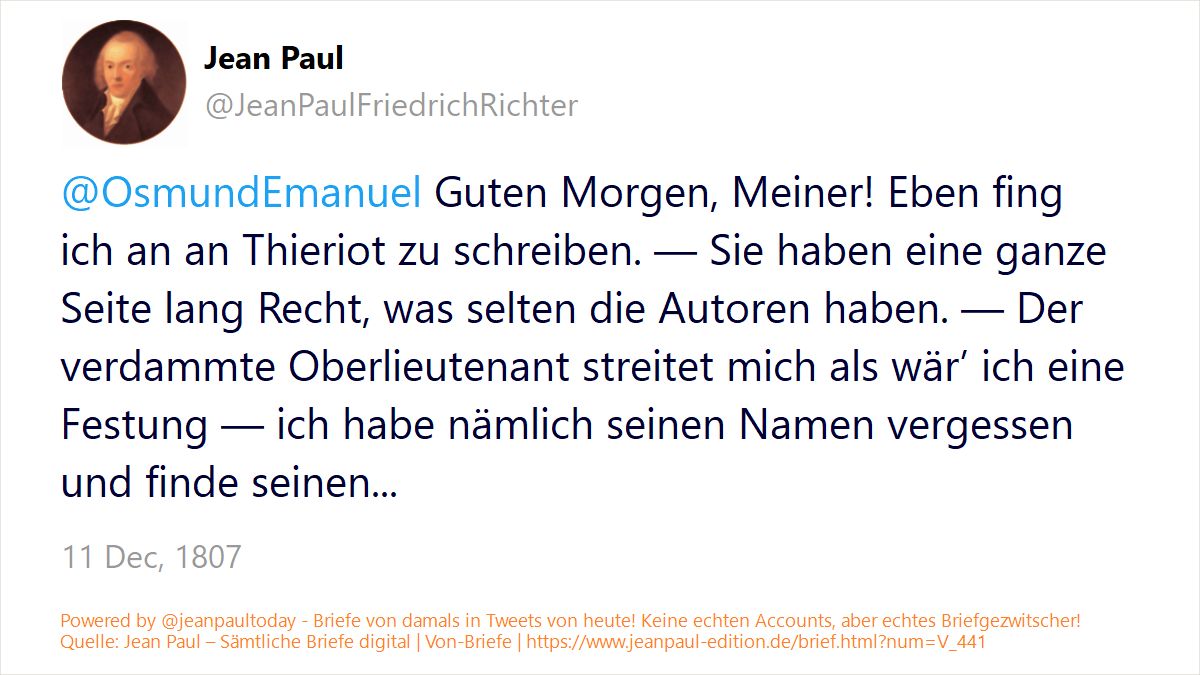 Jean Paul
@JeanPaulFriedrichRichter
@OsmundEmanuel Guten Morgen, Meiner! Eben fing
ich an an Thieriot zu schreiben. — Sie haben eine ganze
Seite lang Recht, was selten die Autoren haben. — Der
verdammte Oberlieutenant streitet mich als wär’ ich eine
Festung — ich habe nämlich seinen Namen vergessen
und finde seinen...
11 Dec, 1807
Powered by @jeanpaultoday - Briefe von damals in Tweets von heute! Keine echten Accounts, aber echtes Briefgezwitscher!
Quelle: Jean Paul – Sämtliche Briefe digital | Von-Briefe | https://www.jeanpaul-edition.de/brief.html?num=V_441